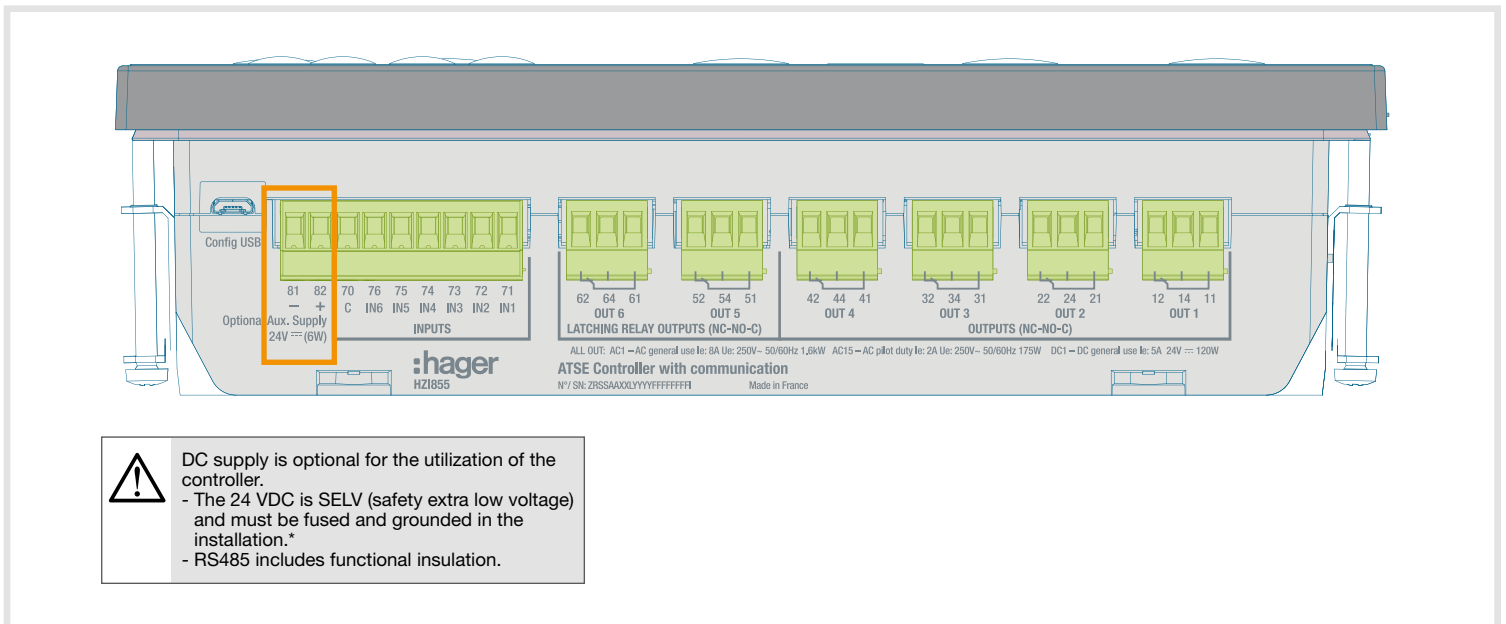 Config USB
81 82 70 76 75 74 73 72 71
– + C IN6 IN5 IN4 IN3 IN2 IN1
Optional Aux. Supply
24V ⎓ (6W)
INPUTS
62 64 61
OUT 6
52 54 51
OUT 5
LATCHING RELAY OUTPUTS (NC-NO-C)
42 44 41
OUT 4
32 34 31
OUT 3
22 24 21
OUT 2
12 14 11
OUT 1
OUTPUTS (NC-NO-C)
:hager
HZI855
ALL OUT: AC1 – AC general use Ie: 8A Ue: 250V~ 50/60Hz 1,6kW AC15 – AC pilot duty Ie: 2A Ue: 250V~ 50/60Hz 175W DC1 – DC general use Ie: 5A 24V ⎓ 120W
ATSE Controller with communication
N°/ SN: ZRSSAAXXLYYYYFFFFFFFFI Made in France
DC supply is optional for the utilization of the
controller.
- The 24 VDC is SELV (safety extra low voltage)
and must be fused and grounded in the
installation.*
- RS485 includes functional insulation.